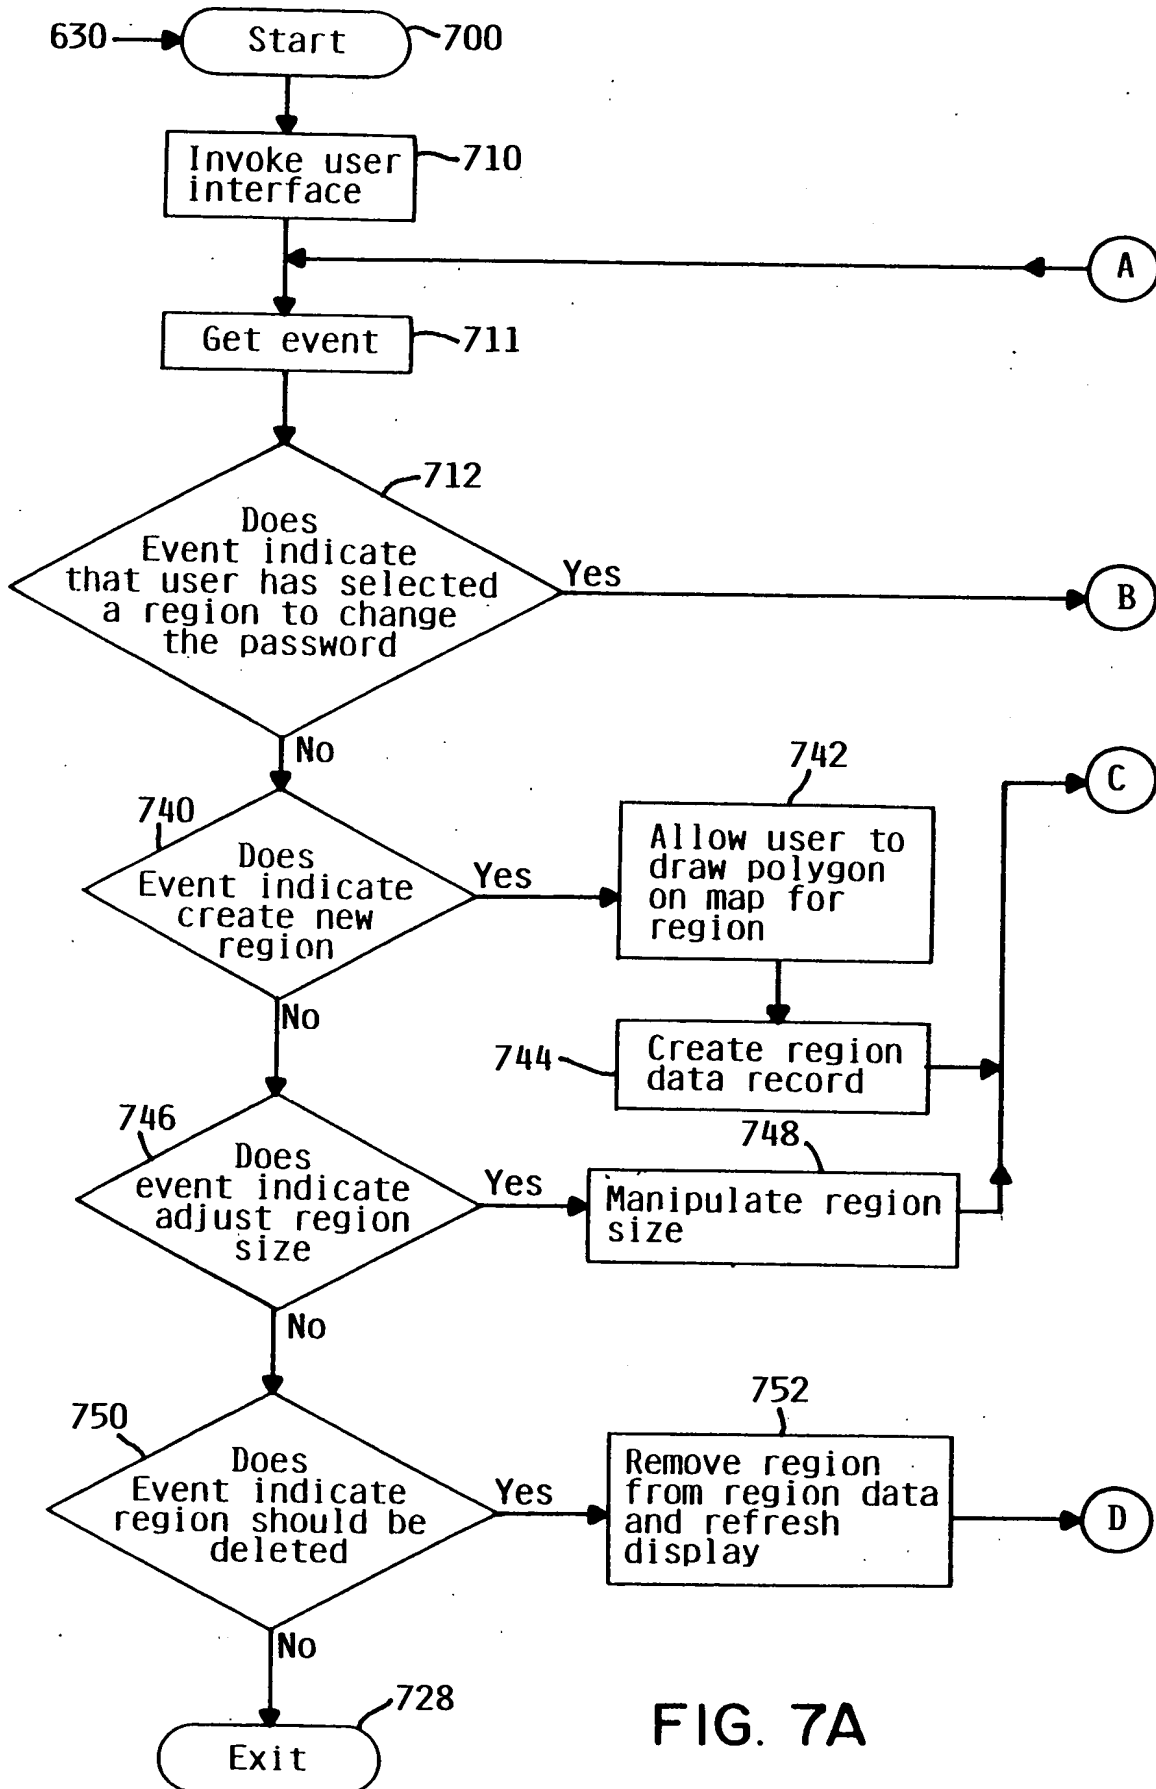 630
Start
700
Invoke user
interface
710
A
Get event
711
712
Does
Event indicate
that user has selected
a region to change
the password
Yes
B
No
740
Does
Event indicate
create new
region
Yes
742
Allow user to
draw polygon
on map for
region
C
No
744
Create region
data record
746
Does
event indicate
adjust region
size
Yes
748
Manipulate region
size
No
750
Does
Event indicate
region should be
deleted
Yes
752
Remove region
from region data
and refresh
display
D
No
728
Exit
FIG. 7A